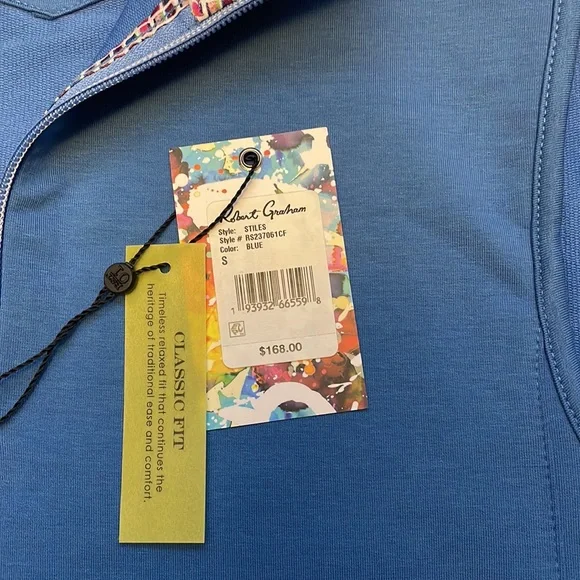 Robert Graham
Style: STILES
Style # RS237061CF
Color: BLUE
S
1 93932 66559 8
$168.00
CLASSIC FIT
Timeless relaxed fit that continues the
heritage of traditional ease and comfort.